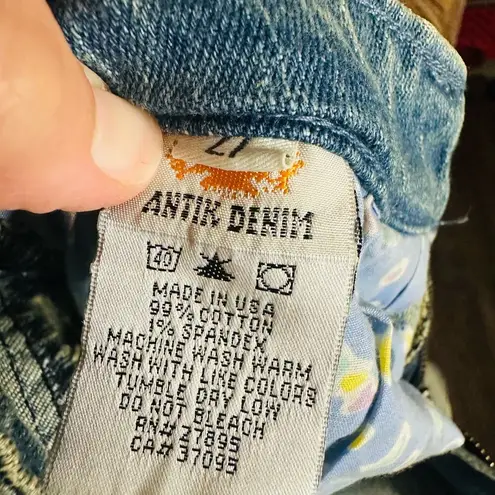 27
ANTIK DENIM
40
MADE IN USA
99% COTTON
1% SPANDEX
MACHINE WASH WARM
WASH WITH LIKE COLORS
TUMBLE DRY LOW
DO NOT BLEACH
RN# 27895
CA# 37093